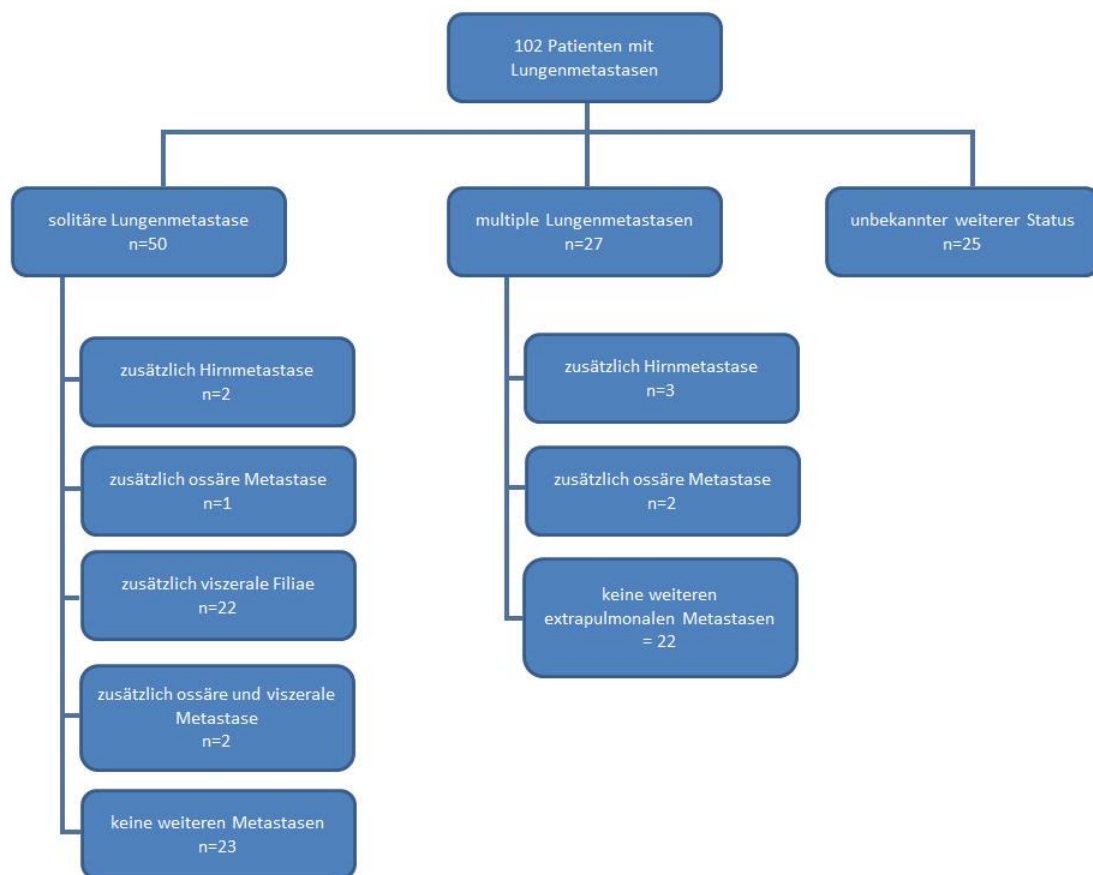 102 Patienten mit
Lungenmetastasen
solitäre Lungenmetastase
n=50
multiple Lungenmetastasen
n=27
unbekannter weiterer Status
n=25
zusätzlich Hirnmetastase
n=2
zusätzlich ossäre Metastase
n=1
zusätzlich viszerale Filiae
n=22
zusätzlich ossäre und viszerale
Metastase
n=2
keine weiteren Metastasen
n=23
zusätzlich Hirnmetastase
n=3
zusätzlich ossäre Metastase
n=2
keine weiteren
extrapulmonalen Metastasen
= 22